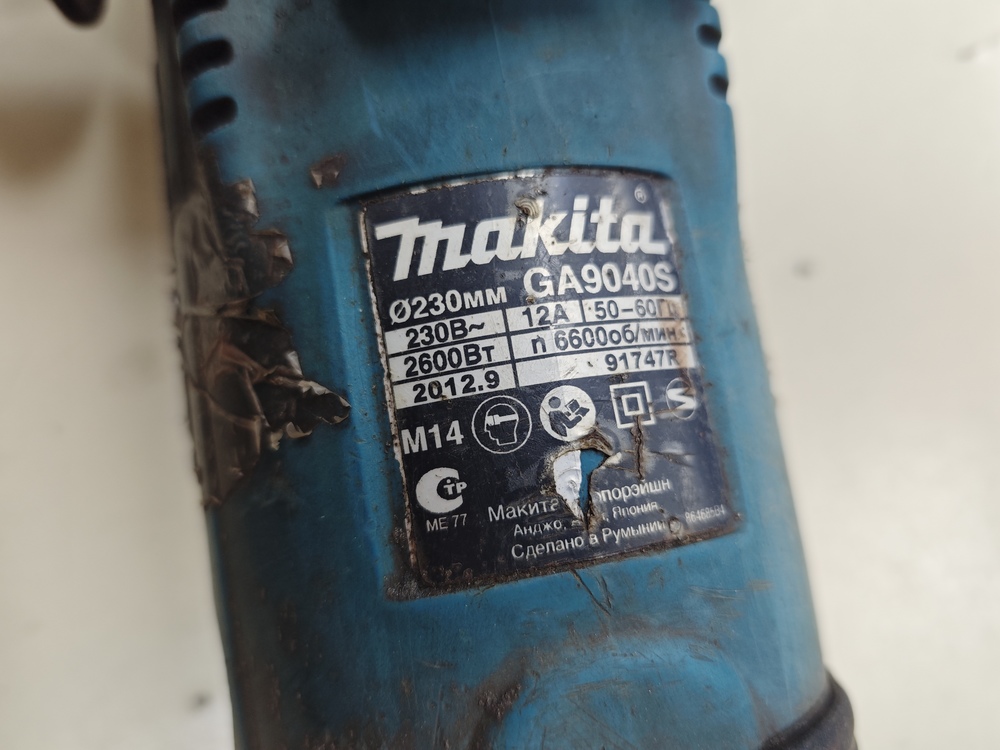 makita®
GA9040S
Ø230мм
230В~ 12А 50-60Гц
2600Вт n 6600об/мин
2012.9 91747R
M14
S
С ТР
МЕ 77
Макита
Анджо, Япония
Сделано в Румынии